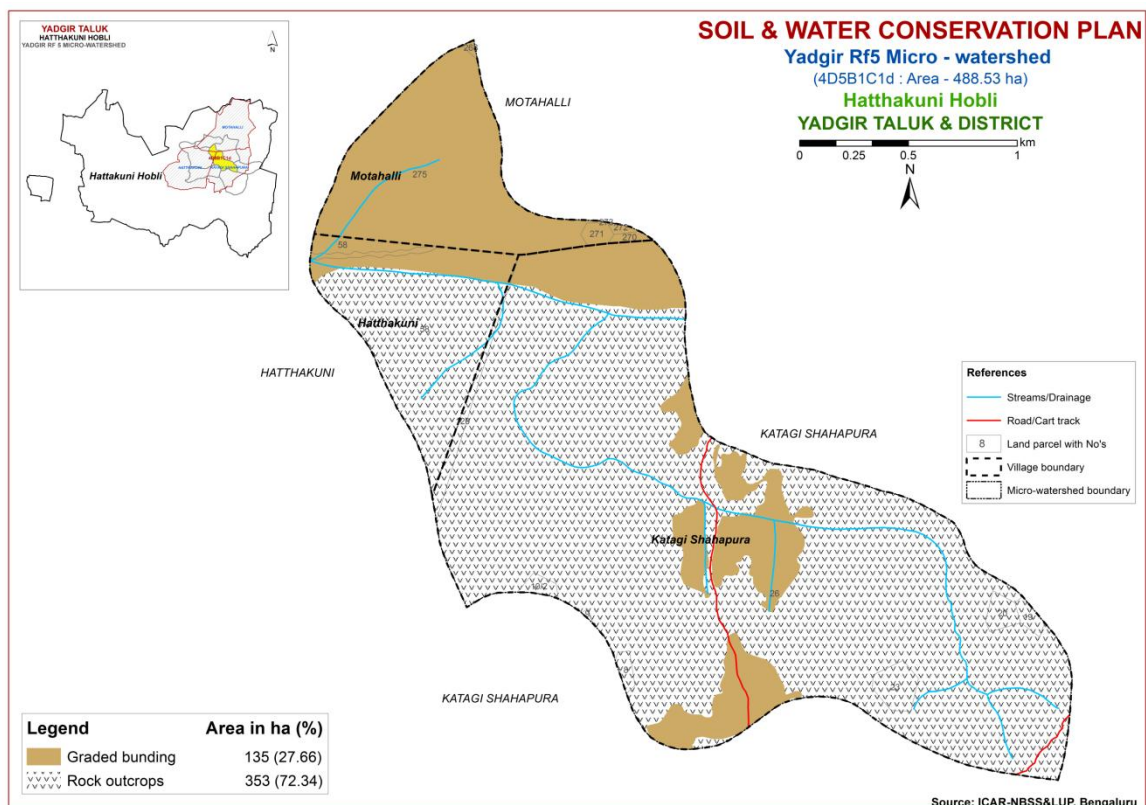 YADGIR TALUK
HATTHAKUNI HOBLI
YADGIR RF 5 MICRO-WATERSHED
N
MOTAHALLI
Hattakuni Hobli
SOIL & WATER CONSERVATION PLAN
Yadgir Rf5 Micro - watershed
(4D5B1C1d : Area - 488.53 ha)
Hatthakuni Hobli
YADGIR TALUK & DISTRICT
km
0 0.25 0.5 1
N
MOTAHALLI
Motahalli
275
271
272
270
58
Hatthakuni
HATTHAKUNI
KATAGI SHAHAPURA
Katagi Shahapura
26
KATAGI SHAHAPURA
References
Streams/Drainage
Road/Cart track
8 Land parcel with No's
Village boundary
Micro-watershed boundary
Legend Area in ha (%)
Graded bunding 135 (27.66)
Rock outcrops 353 (72.34)
Source: ICAR-NBSS&LUP, Bengaluru